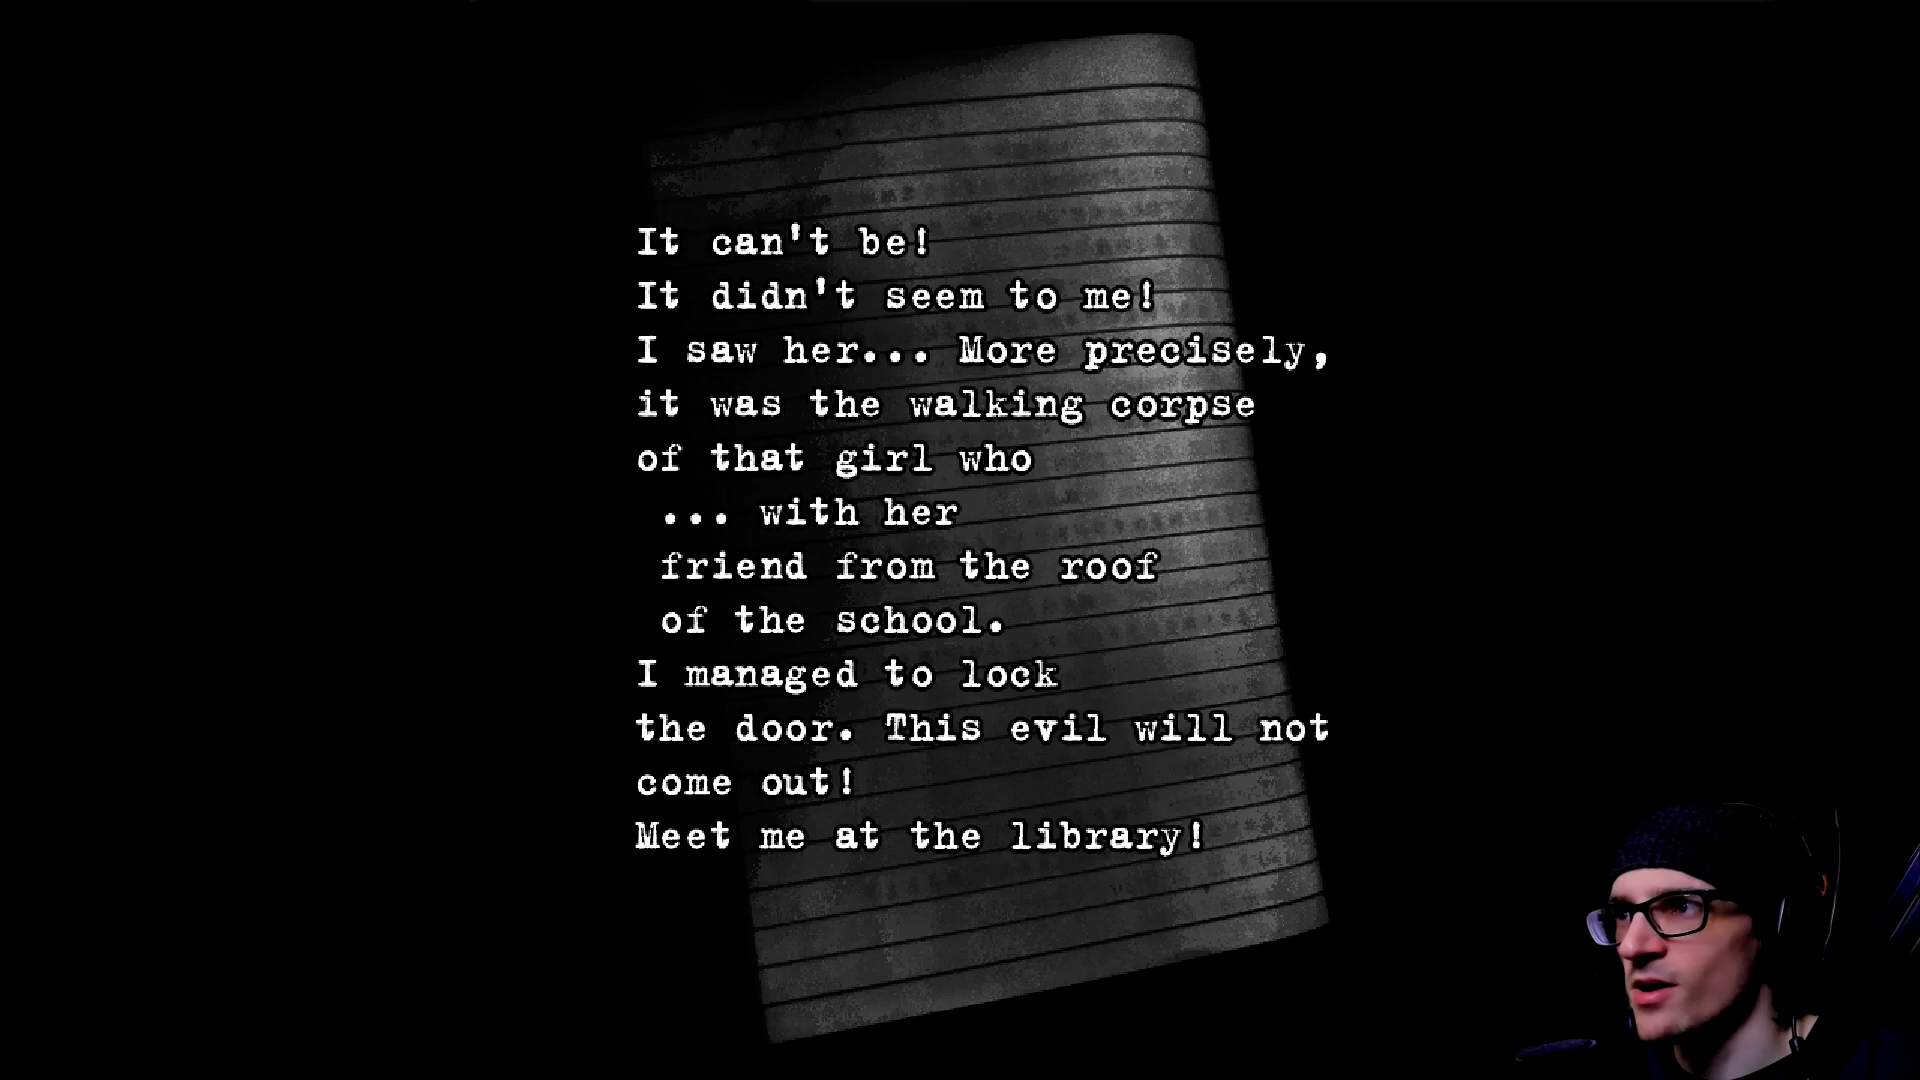 It can't be!
It didn't seem to me!
I saw her... More precisely,
it was the walking corpse
of that girl who
... with her
friend from the roof
of the school.
I managed to lock
the door. This evil will not
come out!
Meet me at the library!